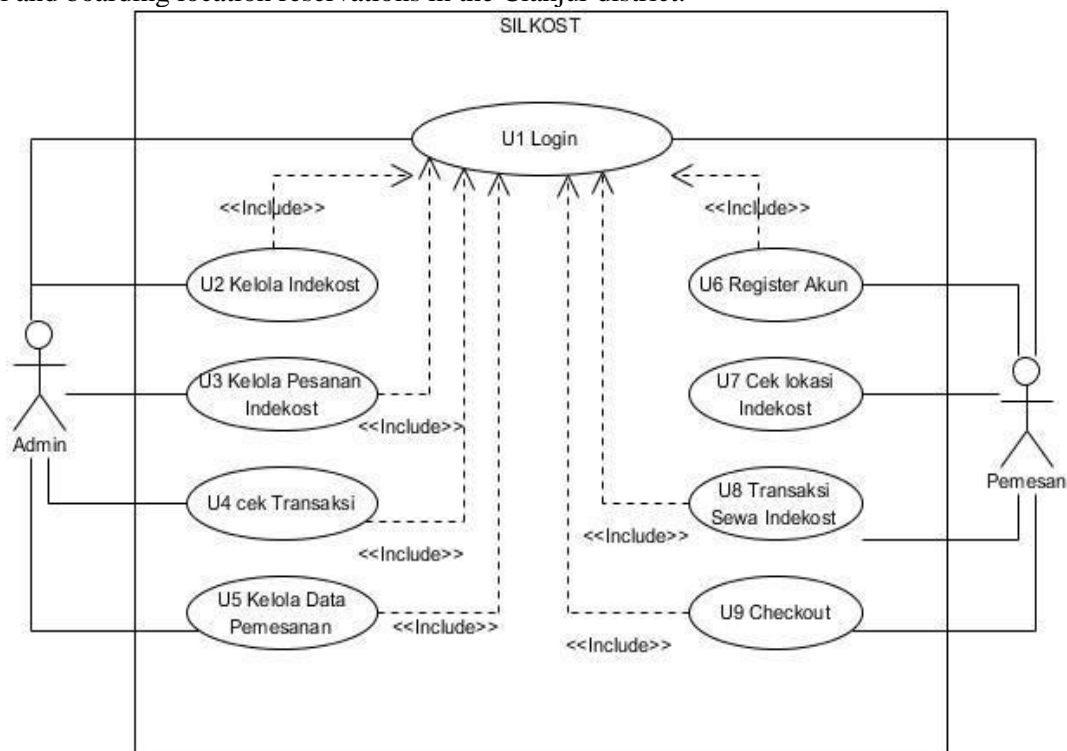 and boarding location reservations in the Cianjur district.
SILKOST
U1 Login
<<Include>>
<<Include>>
U2 Kelola Indekost
U6 Register Akun
U3 Kelola Pesanan
Indekost
U7 Cek lokasi
Indekost
<<Include>>
Admin
Pemesan
U4 cek Transaksi
U8 Transaksi
Sewa Indekost
<<Include>>
<<Include>>
U5 Kelola Data
Pemesanan
U9 Checkout
<<Include>>
<<Include>>